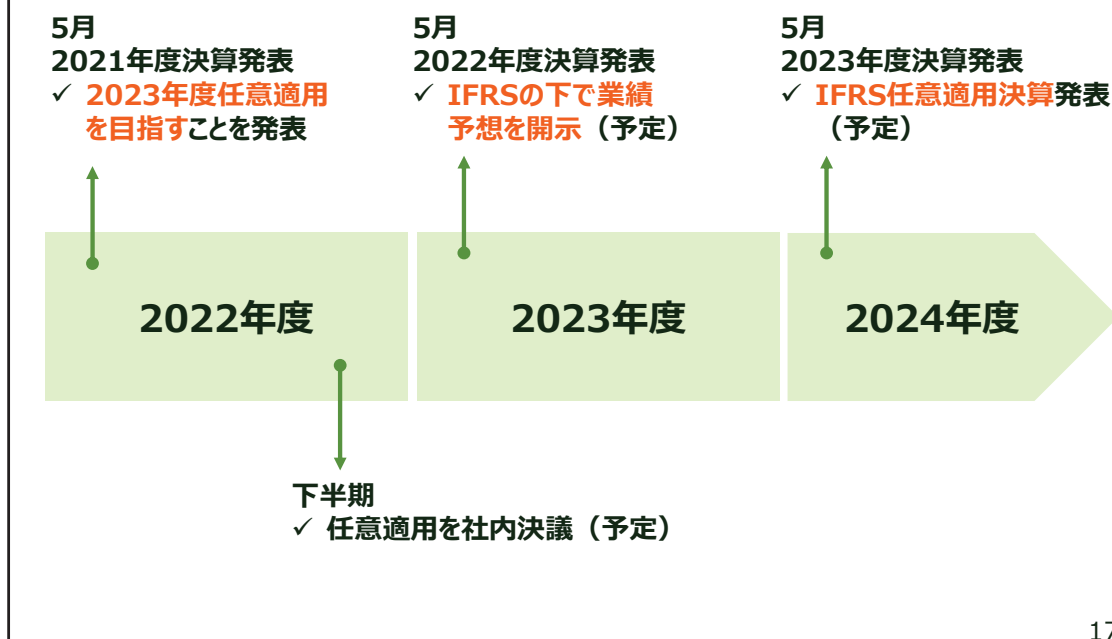 5月
2021年度決算発表
✓ 2023年度任意適用
を目指すことを発表
5月
2022年度決算発表
✓ IFRSの下で業績
予想を開示（予定）
5月
2023年度決算発表
✓ IFRS任意適用決算発表
（予定）
2022年度
2023年度
2024年度
下半期
✓ 任意適用を社内決議（予定）
17